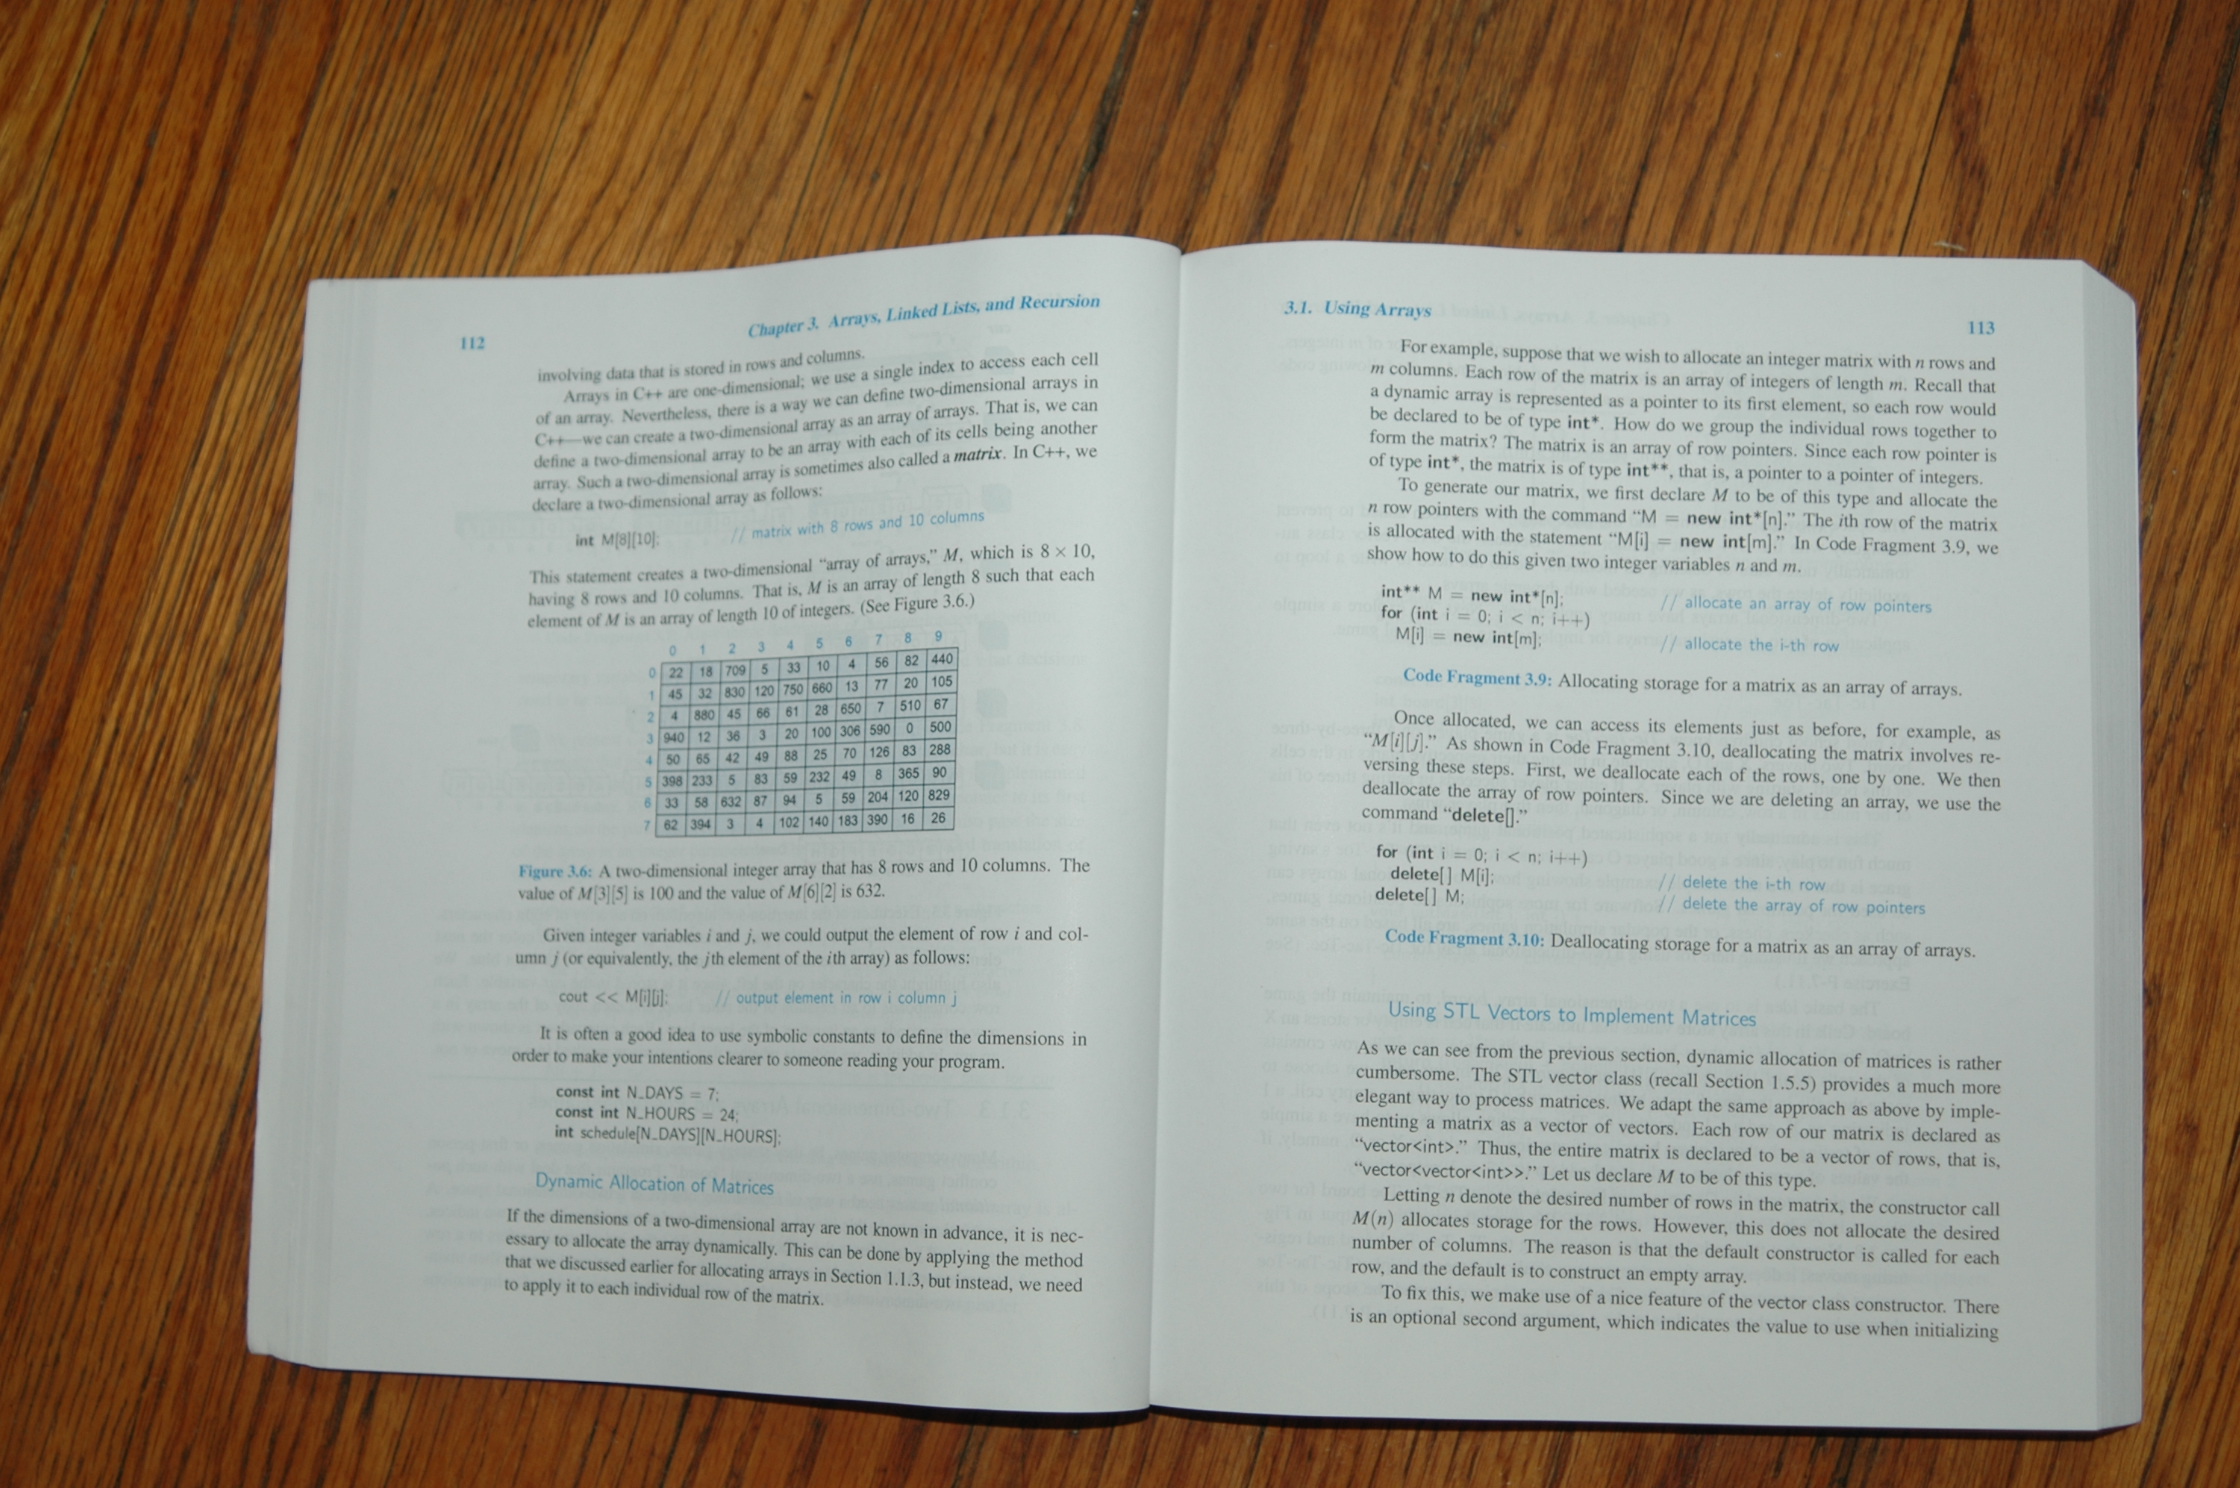 112
Chapter 3. Arrays, Linked Lists, and Recursion
involving data that is stored in rows and columns.
Arrays in C++ are one-dimensional; we use a single index to access each cell
of an array. Nevertheless, there is a way we can define two-dimensional arrays in
C++—we can create a two-dimensional array as an array of arrays. That is, we can
define a two-dimensional array to be an array with each of its cells being another
array. Such a two-dimensional array is sometimes also called a matrix. In C++, we
declare a two-dimensional array as follows:
int M[8][10]; // matrix with 8 rows and 10 columns
This statement creates a two-dimensional “array of arrays,” M, which is 8 × 10,
having 8 rows and 10 columns. That is, M is an array of length 8 such that each
element of M is an array of length 10 of integers. (See Figure 3.6.)
0 1 2 3 4 5 6 7 8 9
0 22 18 709 5 33 10 4 56 82 440
1 45 32 830 120 750 660 13 77 20 105
2 4 880 45 66 61 28 650 7 510 67
3 940 12 36 3 20 100 306 590 0 500
4 50 65 42 49 88 25 70 126 83 288
5 398 233 5 83 59 232 49 8 365 90
6 33 58 632 87 94 5 59 204 120 829
7 62 394 3 4 102 140 183 390 16 26
Figure 3.6: A two-dimensional integer array that has 8 rows and 10 columns. The
value of M[3][5] is 100 and the value of M[6][2] is 632.
Given integer variables i and j, we could output the element of row i and col-
umn j (or equivalently, the jth element of the ith array) as follows:
cout << M[i][j]; // output element in row i column j
It is often a good idea to use symbolic constants to define the dimensions in
order to make your intentions clearer to someone reading your program.
const int N_DAYS = 7;
const int N_HOURS = 24;
int schedule[N_DAYS][N_HOURS];
Dynamic Allocation of Matrices
If the dimensions of a two-dimensional array are not known in advance, it is nec-
essary to allocate the array dynamically. This can be done by applying the method
that we discussed earlier for allocating arrays in Section 1.1.3, but instead, we need
to apply it to each individual row of the matrix.
3.1. Using Arrays
113
For example, suppose that we wish to allocate an integer matrix with n rows and
m columns. Each row of the matrix is an array of integers of length m. Recall that
a dynamic array is represented as a pointer to its first element, so each row would
be declared to be of type int*. How do we group the individual rows together to
form the matrix? The matrix is an array of row pointers. Since each row pointer is
of type int*, the matrix is of type int**, that is, a pointer to a pointer of integers.
To generate our matrix, we first declare M to be of this type and allocate the
n row pointers with the command “M = new int*[n].” The ith row of the matrix
is allocated with the statement “M[i] = new int[m].” In Code Fragment 3.9, we
show how to do this given two integer variables n and m.
int** M = new int*[n]; // allocate an array of row pointers
for (int i = 0; i < n; i++)
M[i] = new int[m]; // allocate the i-th row
Code Fragment 3.9: Allocating storage for a matrix as an array of arrays.
Once allocated, we can access its elements just as before, for example, as
“M[i][j].” As shown in Code Fragment 3.10, deallocating the matrix involves re-
versing these steps. First, we deallocate each of the rows, one by one. We then
deallocate the array of row pointers. Since we are deleting an array, we use the
command “delete[].”
for (int i = 0; i < n; i++)
delete[] M[i]; // delete the i-th row
delete[] M; // delete the array of row pointers
Code Fragment 3.10: Deallocating storage for a matrix as an array of arrays.
Using STL Vectors to Implement Matrices
As we can see from the previous section, dynamic allocation of matrices is rather
cumbersome. The STL vector class (recall Section 1.5.5) provides a much more
elegant way to process matrices. We adapt the same approach as above by imple-
menting a matrix as a vector of vectors. Each row of our matrix is declared as
“vector<int>.” Thus, the entire matrix is declared to be a vector of rows, that is,
“vector<vector<int>>.” Let us declare M to be of this type.
Letting n denote the desired number of rows in the matrix, the constructor call
M(n) allocates storage for the rows. However, this does not allocate the desired
number of columns. The reason is that the default constructor is called for each
row, and the default is to construct an empty array.
To fix this, we make use of a nice feature of the vector class constructor. There
is an optional second argument, which indicates the value to use when initializing